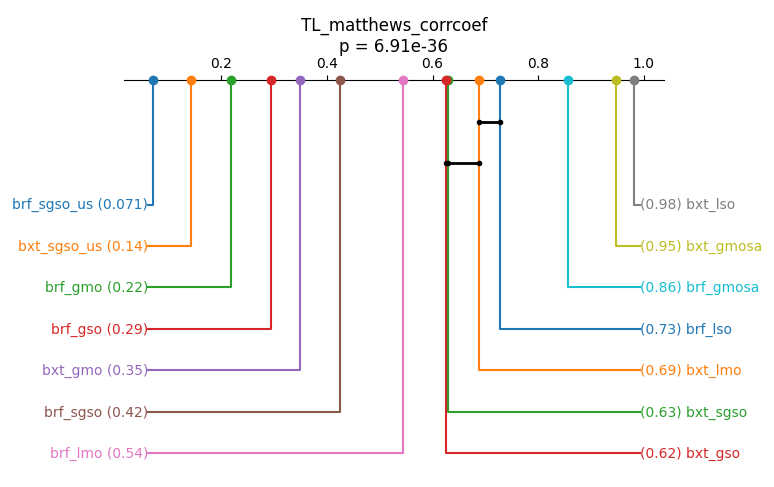 TL_matthews_corrcoef
p = 6.91e-36
0.2 0.4 0.6 0.8 1.0
brf_sgso_us (0.071) (0.98) bxt_lso
bxt_sgso_us (0.14) (0.95) bxt_gmosa
brf_gmo (0.22) (0.86) brf_gmosa
brf_gso (0.29) (0.73) brf_lso
bxt_gmo (0.35) (0.69) bxt_lmo
brf_sgso (0.42) (0.63) bxt_sgso
brf_lmo (0.54) (0.62) bxt_gso